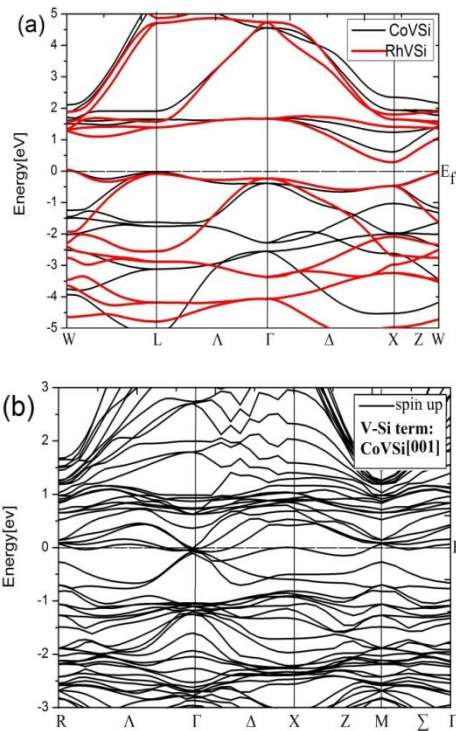 (a)
5
4
3
2
1
0
-1
-2
-3
-4
-5
Energy[eV]
CoVSi
RhVSi
E_f
W L Λ Γ Δ X Z W
(b)
3
2
1
0
-1
-2
-3
Energy[ev]
spin up
V-Si term:
CoVSi[001]
R Λ Γ Δ X Z M Σ Γ